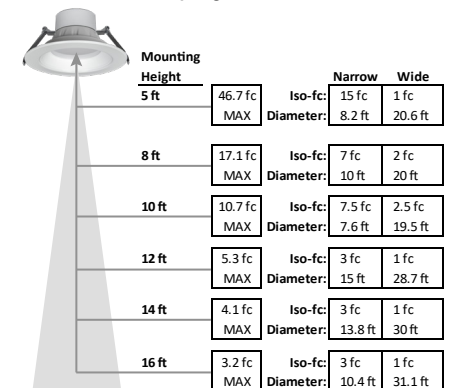 Mounting
Height Narrow Wide
5 ft 46.7 fc Iso-fc: 15 fc 1 fc
MAX Diameter: 8.2 ft 20.6 ft
8 ft 17.1 fc Iso-fc: 7 fc 2 fc
MAX Diameter: 10 ft 20 ft
10 ft 10.7 fc Iso-fc: 7.5 fc 2.5 fc
MAX Diameter: 7.6 ft 19.5 ft
12 ft 5.3 fc Iso-fc: 3 fc 1 fc
MAX Diameter: 15 ft 28.7 ft
14 ft 4.1 fc Iso-fc: 3 fc 1 fc
MAX Diameter: 13.8 ft 30 ft
16 ft 3.2 fc Iso-fc: 3 fc 1 fc
MAX Diameter: 10.4 ft 31.1 ft